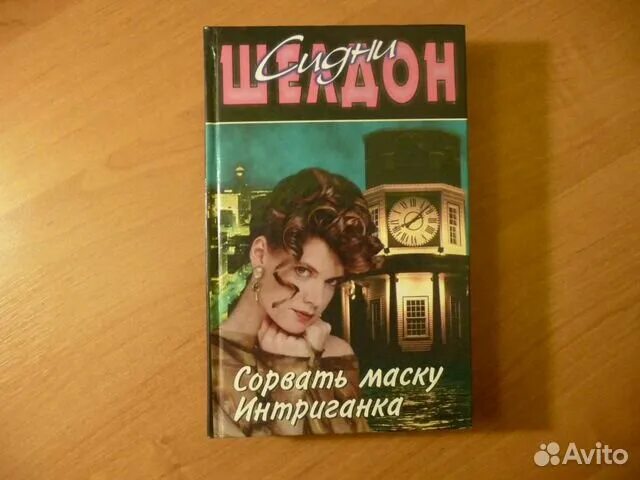 Сидни
ШЕЛДОН
Сорвать маску
Интриганка
Avito